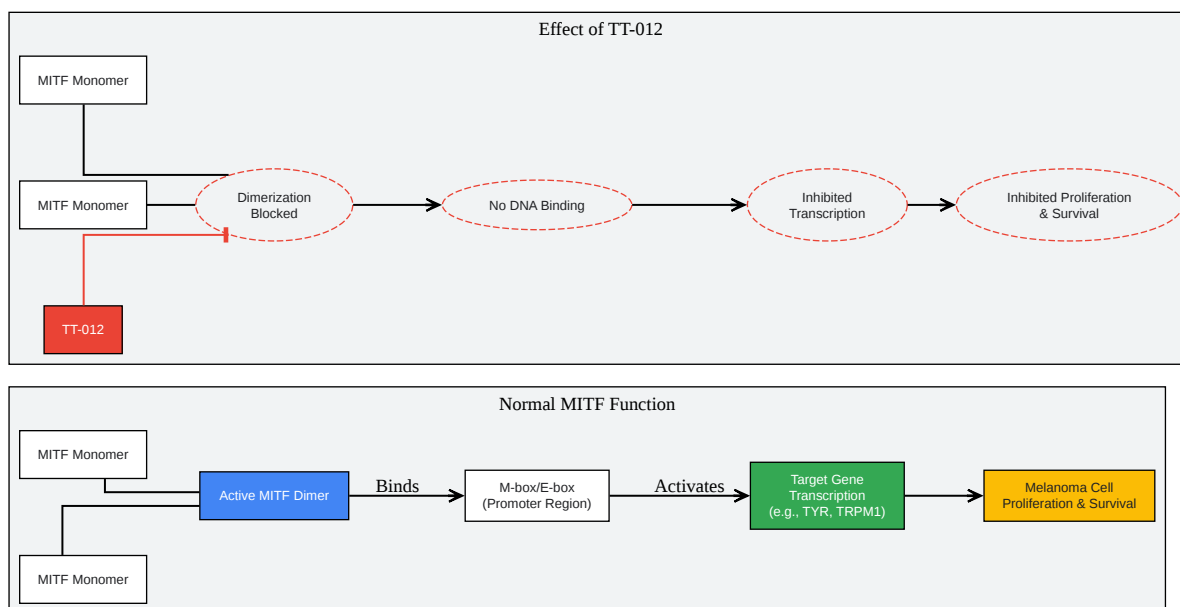 Effect of TT-012
MITF Monomer
MITF Monomer
Dimerization
Blocked
No DNA Binding
Inhibited
Transcription
Inhibited Proliferation
& Survival
TT-012
Normal MITF Function
MITF Monomer
Active MITF Dimer
Binds
M-box/E-box
(Promoter Region)
Activates
Target Gene
Transcription
(e.g., TYR, TRPM1)
Melanoma Cell
Proliferation & Survival
MITF Monomer